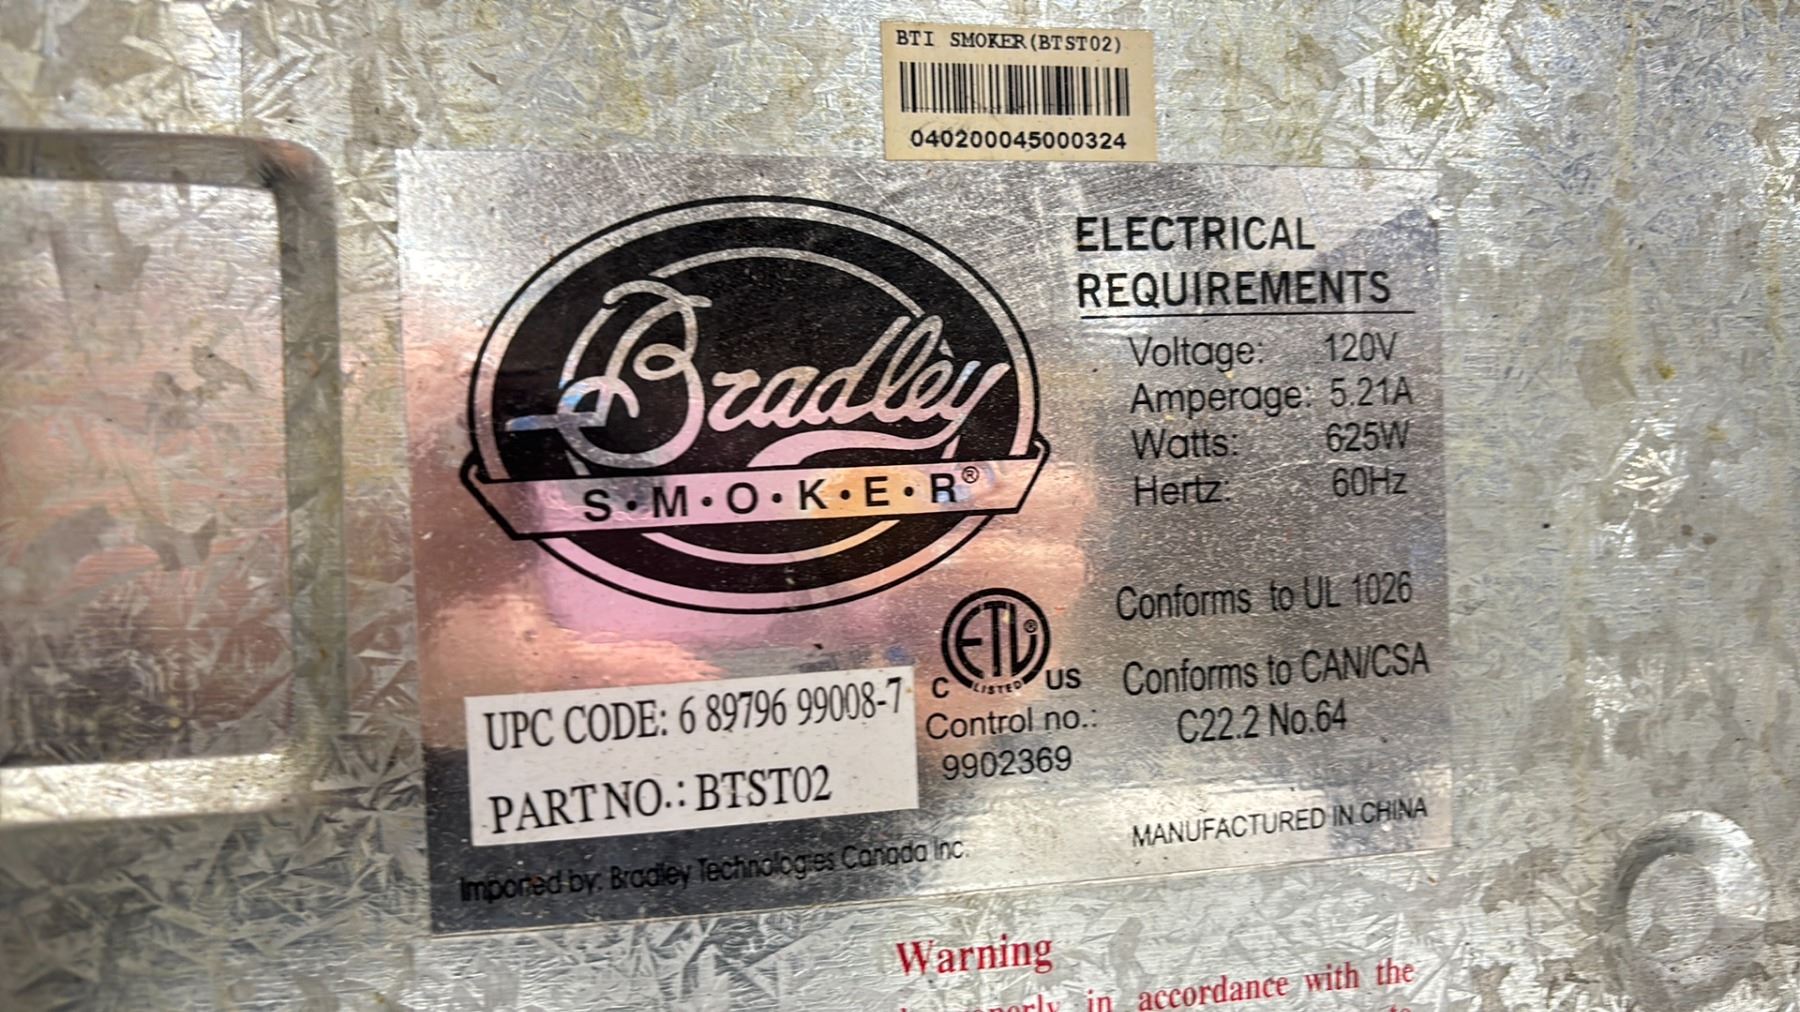 BTI SMOKER(BTST02)
040200045000324
Bradley
S·M·O·K·E·R®
ELECTRICAL
REQUIREMENTS
Voltage: 120V
Amperage: 5.21A
Watts: 625W
Hertz: 60Hz
Conforms to UL 1026
Conforms to CAN/CSA
C22.2 No.64
ETL®
LISTED
C US
Control no.:
9902369
UPC CODE: 6 89796 99008-7
PART NO.: BTST02
Imported by: Bradley Technologies Canada Inc.
MANUFACTURED IN CHINA
Warning
in accordance with the